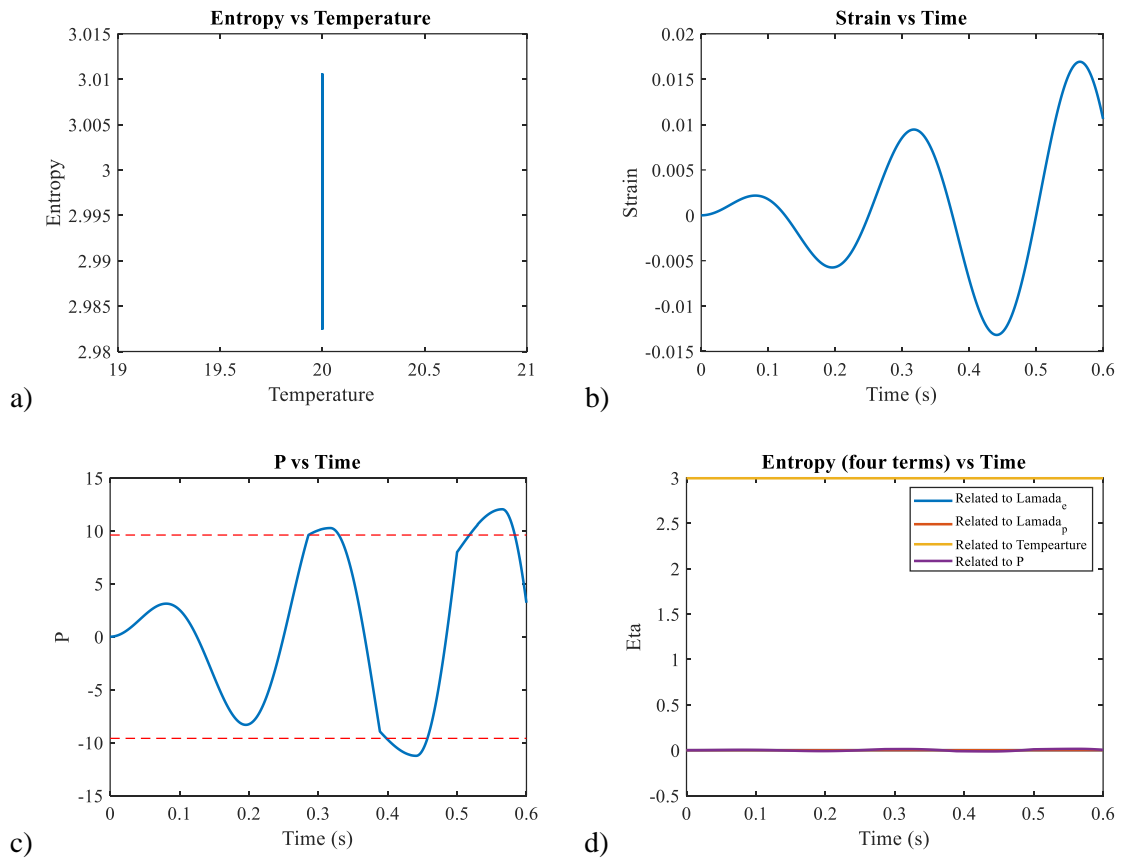 Entropy vs Temperature
3.015
3.01
3.005
3
2.995
2.99
2.985
2.98
Entropy
19
19.5
20
20.5
21
Temperature
a)
Strain vs Time
0.02
0.015
0.01
0.005
0
-0.005
-0.01
-0.015
Strain
0
0.1
0.2
0.3
0.4
0.5
0.6
Time (s)
b)
P vs Time
15
10
5
0
-5
-10
-15
P
0
0.1
0.2
0.3
0.4
0.5
0.6
Time (s)
c)
Entropy (four terms) vs Time
3
2.5
2
1.5
1
0.5
0
-0.5
Eta
Related to Lamada_e
Related to Lamada_p
Related to Tempearture
Related to P
0
0.1
0.2
0.3
0.4
0.5
0.6
Time (s)
d)